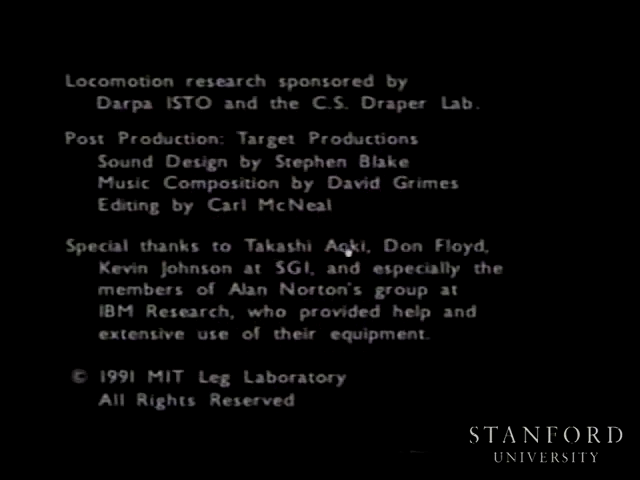 Locomotion research sponsored by
Darpa ISTO and the C.S. Draper Lab.
Post Production: Target Productions
Sound Design by Stephen Blake
Music Composition by David Grimes
Editing by Carl McNeal
Special thanks to Takashi Aoki, Don Floyd,
Kevin Johnson at SGI, and especially the
members of Alan Norton's group at
IBM Research, who provided help and
extensive use of their equipment.
© 1991 MIT Leg Laboratory
All Rights Reserved
STANFORD
UNIVERSITY